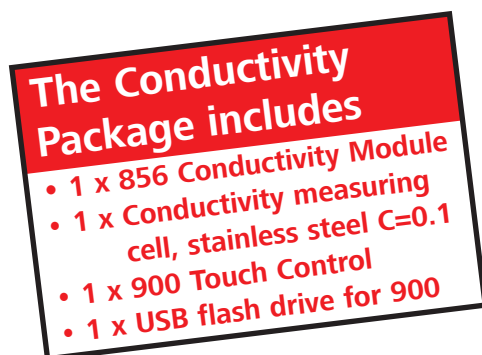 The Conductivity
Package includes
• 1 x 856 Conductivity Module
• 1 x Conductivity measuring
cell, stainless steel C=0.1
• 1 x 900 Touch Control
• 1 x USB flash drive for 900